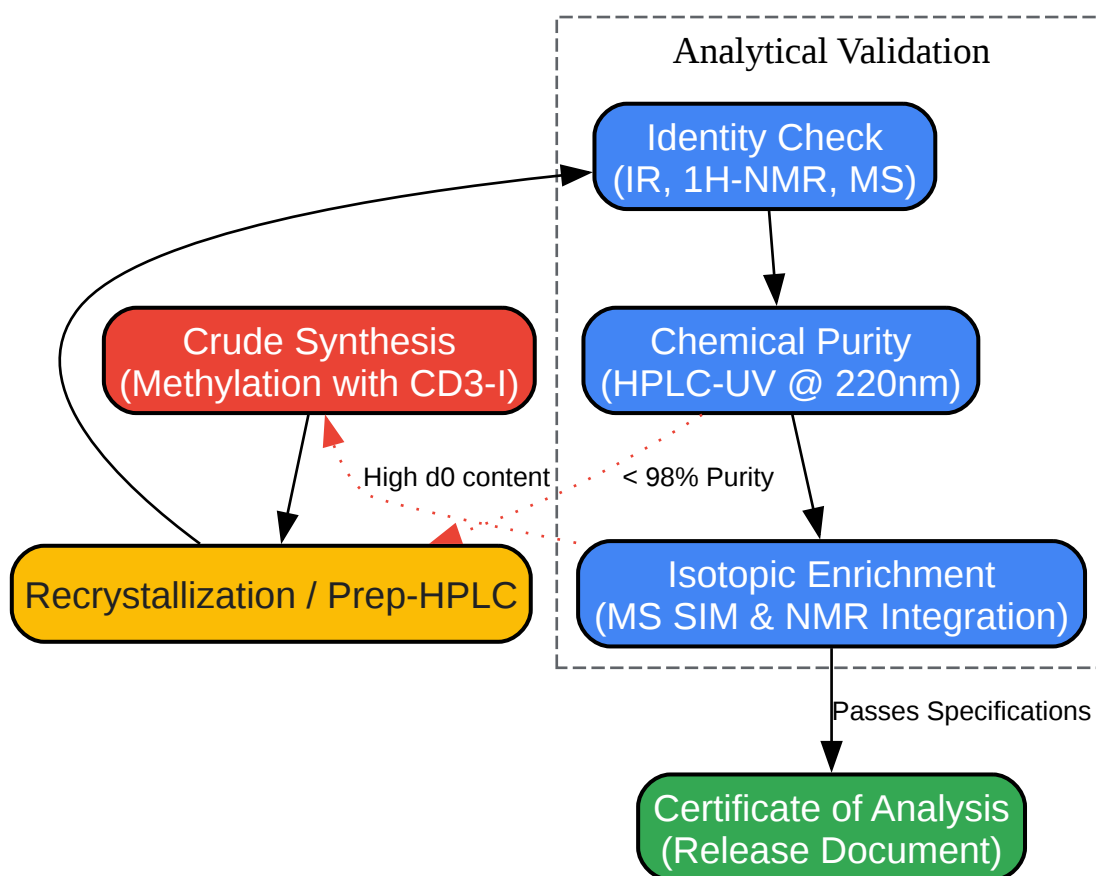 Analytical Validation
Identity Check
(IR, 1H-NMR, MS)
Crude Synthesis
(Methylation with CD3-I)
Chemical Purity
(HPLC-UV @ 220nm)
High d0 content
< 98% Purity
Recrystallization / Prep-HPLC
Isotopic Enrichment
(MS SIM & NMR Integration)
Passes Specifications
Certificate of Analysis
(Release Document)